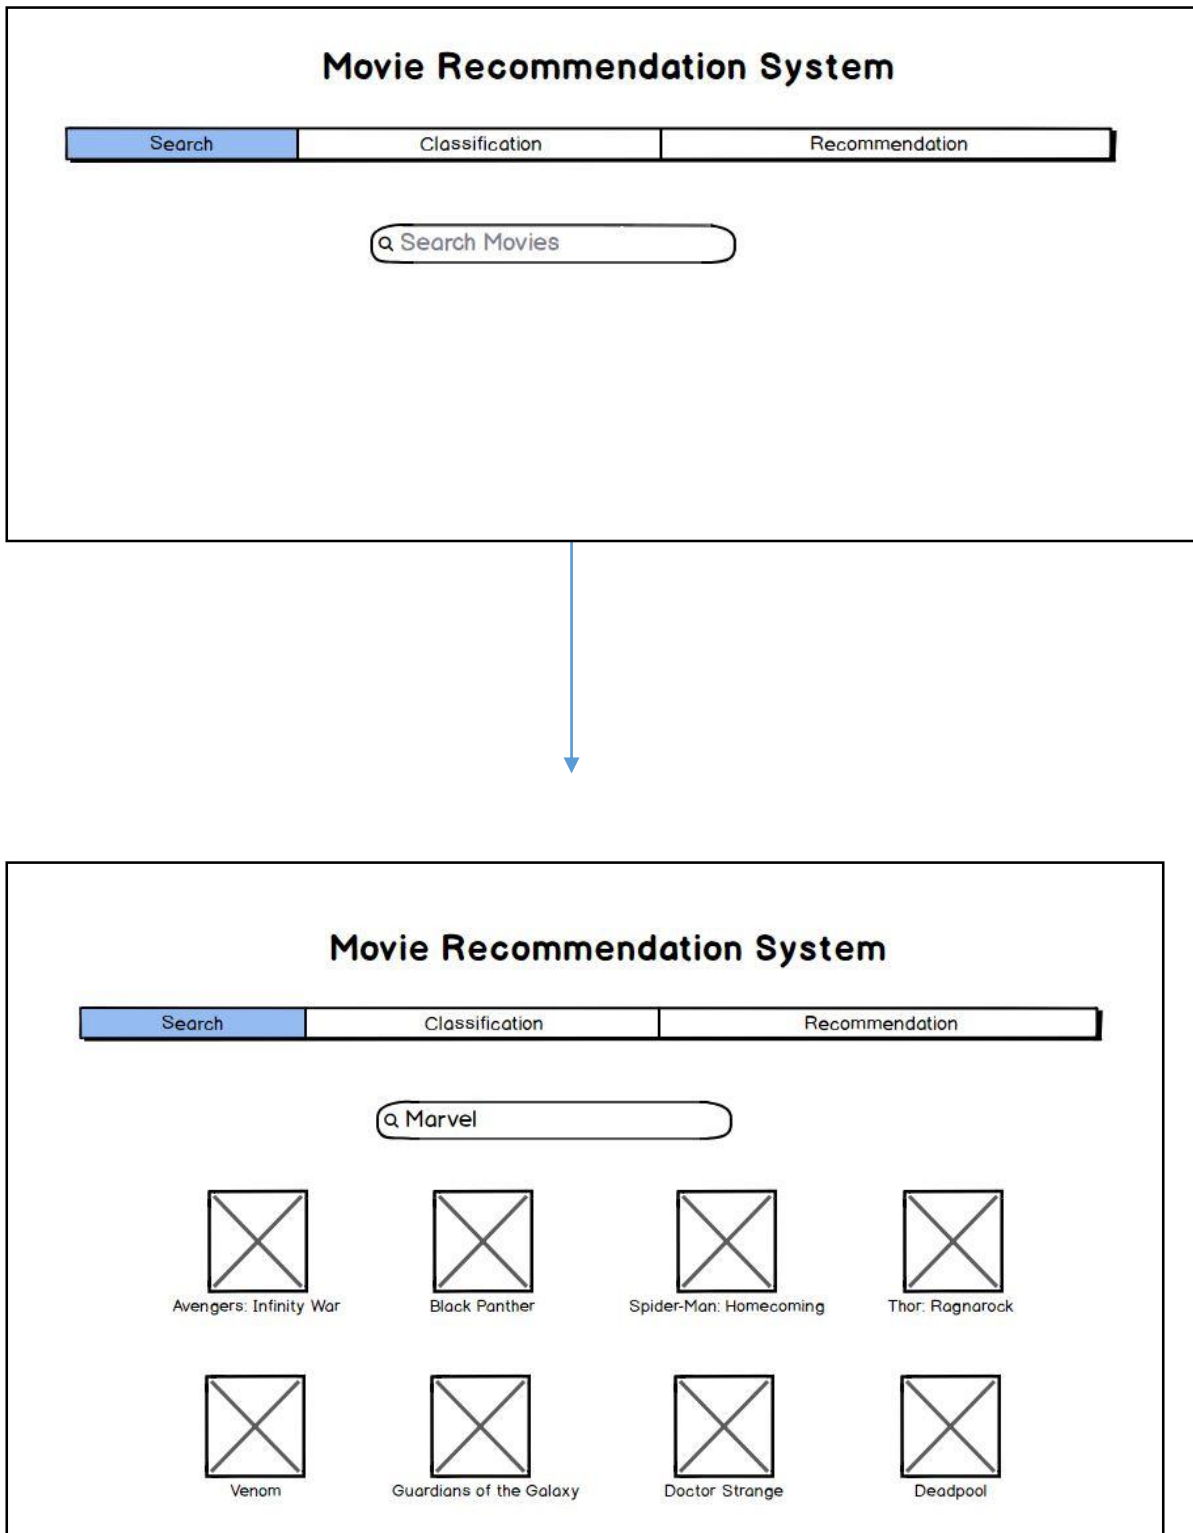 Movie Recommendation System
Search Classification Recommendation
Search Movies
Movie Recommendation System
Search Classification Recommendation
Marvel
Avengers: Infinity War Black Panther Spider-Man: Homecoming Thor: Ragnarock
Venom Guardians of the Galaxy Doctor Strange Deadpool